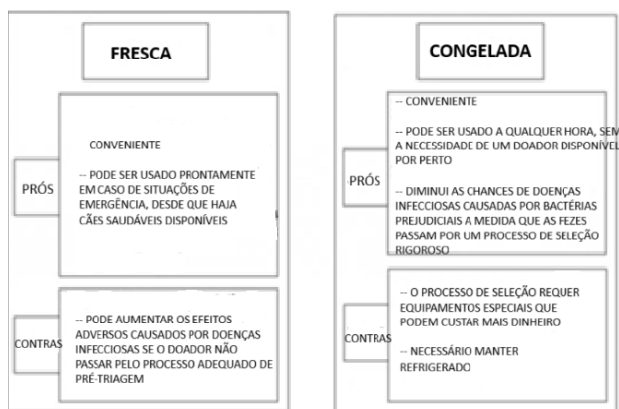 FRESCA
PRÓS
CONVENIENTE
-- PODE SER USADO PRONTAMENTE
EM CASO DE SITUAÇÕES DE
EMERGÊNCIA, DESDE QUE HAJA
CÃES SAUDÁVEIS DISPONÍVEIS
CONTRAS
-- PODE AUMENTAR OS EFEITOS
ADVERSOS CAUSADOS POR DOENÇAS
INFECCIOSAS SE O DOADOR NÃO
PASSAR PELO PROCESSO ADEQUADO DE
PRÉ-TRIAGEM
CONGELADA
PRÓS
-- CONVENIENTE
-- PODE SER USADO A QUALQUER HORA, SEM
A NECESSIDADE DE UM DOADOR DISPONÍVEL
POR PERTO
-- DIMINUI AS CHANCES DE DOENÇAS
INFECCIOSAS CAUSADAS POR BACTÉRIAS
PREJUDICIAIS A MEDIDA QUE AS FEZES
PASSAM POR UM PROCESSO DE SELEÇÃO
RIGOROSO
CONTRAS
-- O PROCESSO DE SELEÇÃO REQUER
EQUIPAMENTOS ESPECIAIS QUE
PODEM CUSTAR MAIS DINHEIRO
-- NECESSÁRIO MANTER
REFRIGERADO